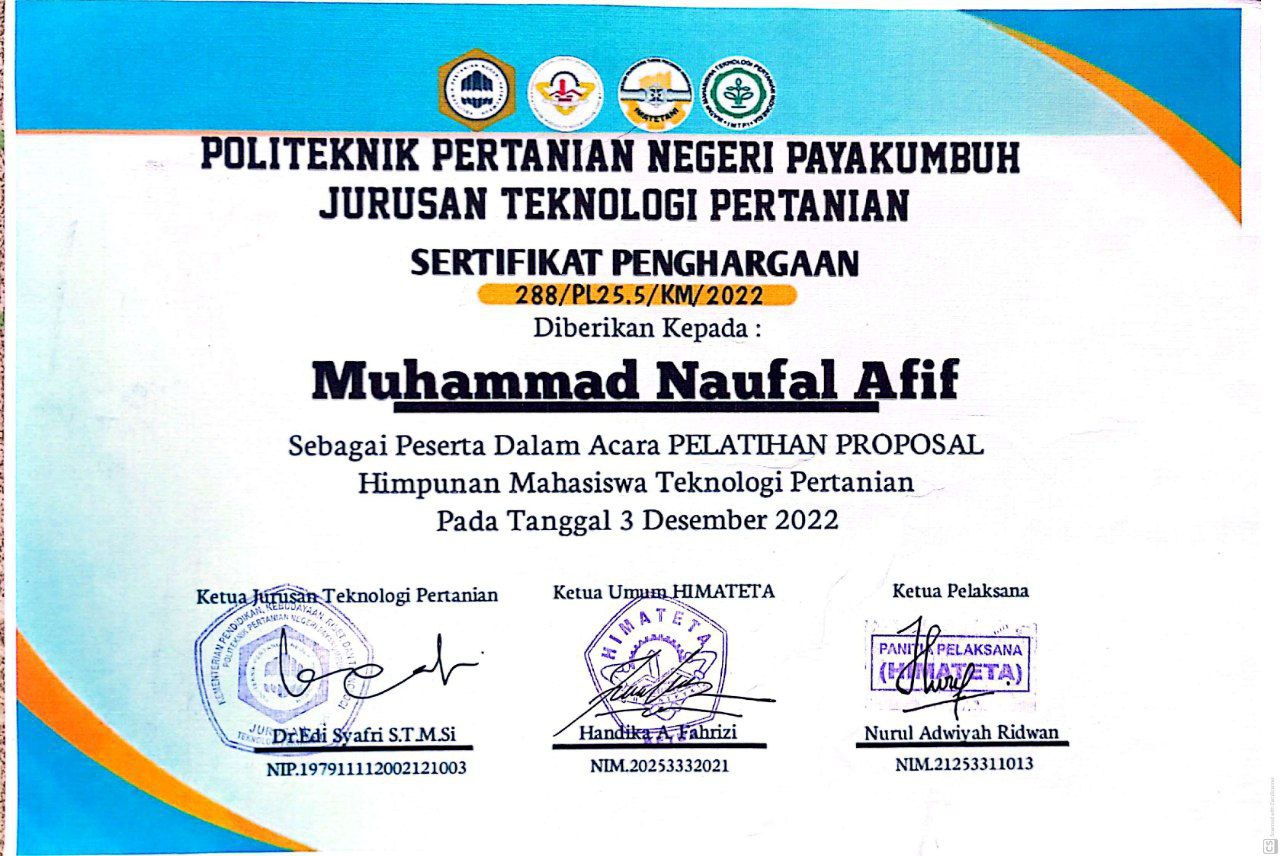 HIMATETANI
IMTPI
POLITEKNIK PERTANIAN NEGERI PAYAKUMBUH
JURUSAN TEKNOLOGI PERTANIAN
SERTIFIKAT PENGHARGAAN
288/PL25.5/KM/2022
Diberikan Kepada :
Muhammad Naufal Afif
Sebagai Peserta Dalam Acara PELATIHAN PROPOSAL
Himpunan Mahasiswa Teknologi Pertanian
Pada Tanggal 3 Desember 2022
Ketua Jurusan Teknologi Pertanian
KEMENTERIAN PENDIDIKAN, KEBUDAYAAN, RISET DAN TEKNOLOGI
POLITEKNIK PERTANIAN NEGERI
JURUSAN
Dr.Edi Syafri S.T.M.Si
NIP.197911112002121003
Ketua Umum HIMATETA
HIMATETA
Handika A. Fahrizi
NIM.20253332021
Ketua Pelaksana
PANITIA PELAKSANA
(HIMATETA)
Nurul Adwiyah Ridwan
NIM.21253311013
CS